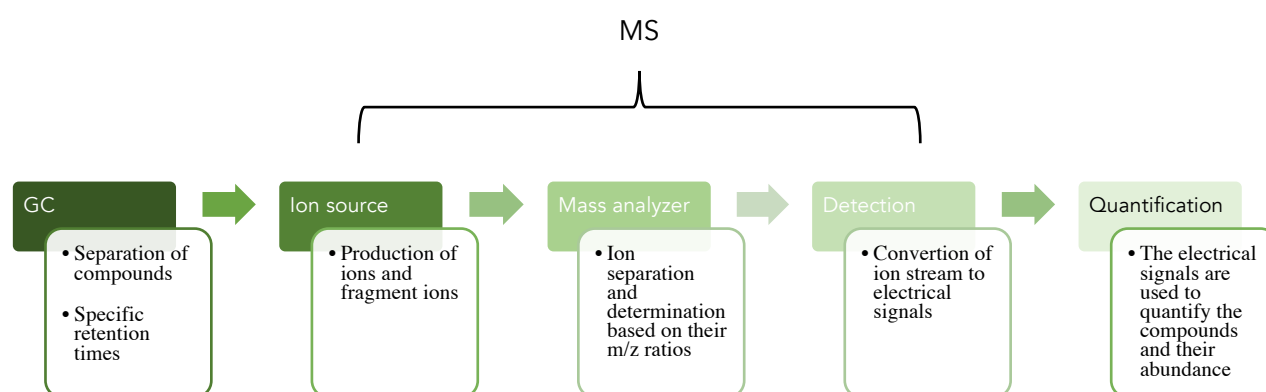 MS
GC
• Separation of
compounds
• Specific
retention
times
Ion source
• Production of
ions and
fragment ions
Mass analyzer
• Ion
separation
and
determination
based on their
m/z ratios
Detection
• Convertion of
ion stream to
electrical
signals
Quantification
• The electrical
signals are
used to
quantify the
compounds
and their
abundance